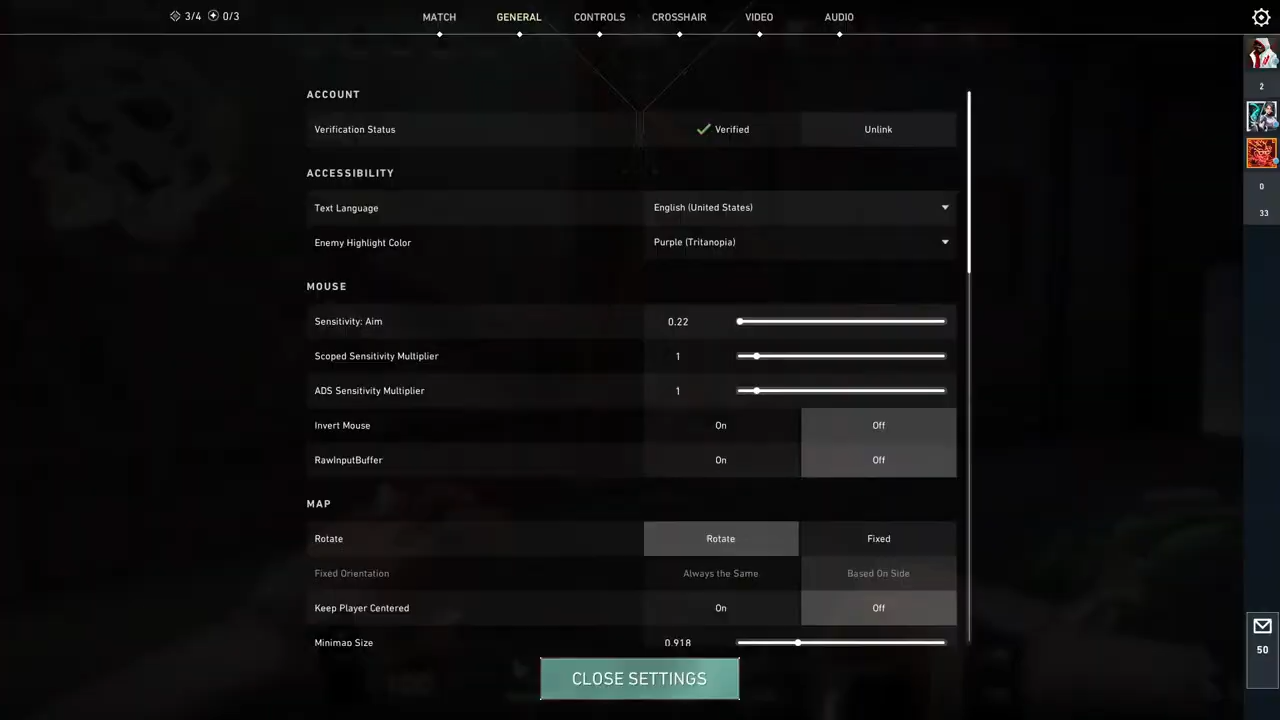 3/4 0/3
MATCH GENERAL CONTROLS CROSSHAIR VIDEO AUDIO
ACCOUNT
Verification Status Verified Unlink
ACCESSIBILITY
Text Language English (United States)
Enemy Highlight Color Purple (Tritanopia)
MOUSE
Sensitivity: Aim 0.22
Scoped Sensitivity Multiplier 1
ADS Sensitivity Multiplier 1
Invert Mouse On Off
RawInputBuffer On Off
MAP
Rotate Rotate Fixed
Fixed Orientation Always the Same Based On Side
Keep Player Centered On Off
Minimap Size 0.918
CLOSE SETTINGS
2
0
33
50